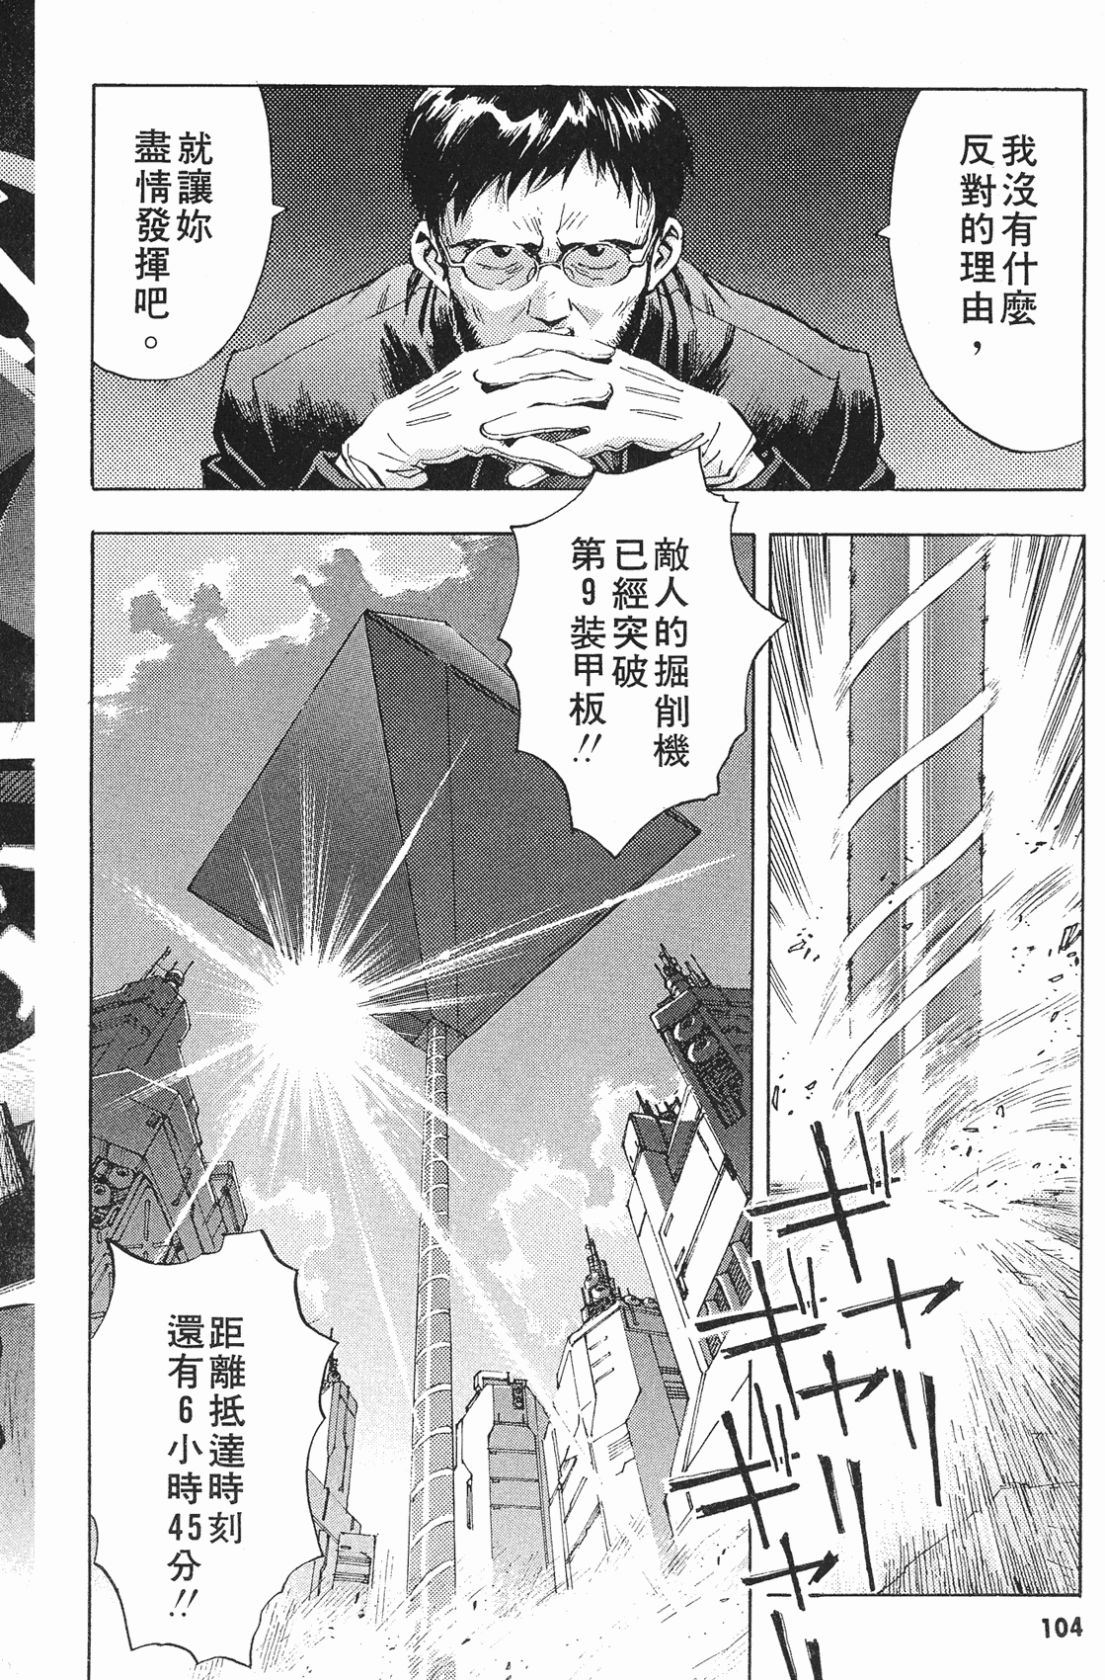 我沒有什麼
反對的理由，
就讓妳
盡情發揮吧。
敵人的掘削機
已經突破
第9裝甲板!!
ギャリ
ギャリ
ギャリ
距離抵達時刻
還有6小時45分!!
104